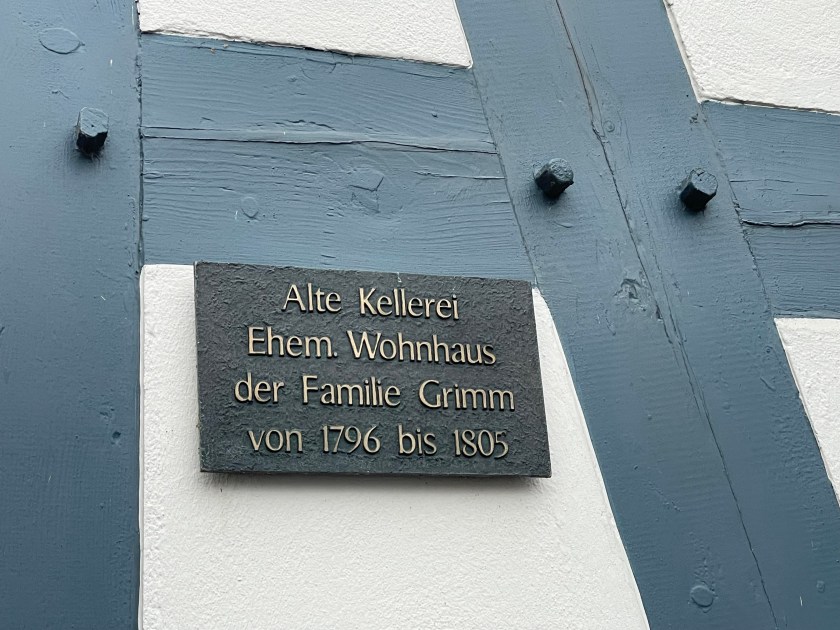 Alte Kellerei
Ehem. Wohnhaus
der Familie Grimm
von 1796 bis 1805